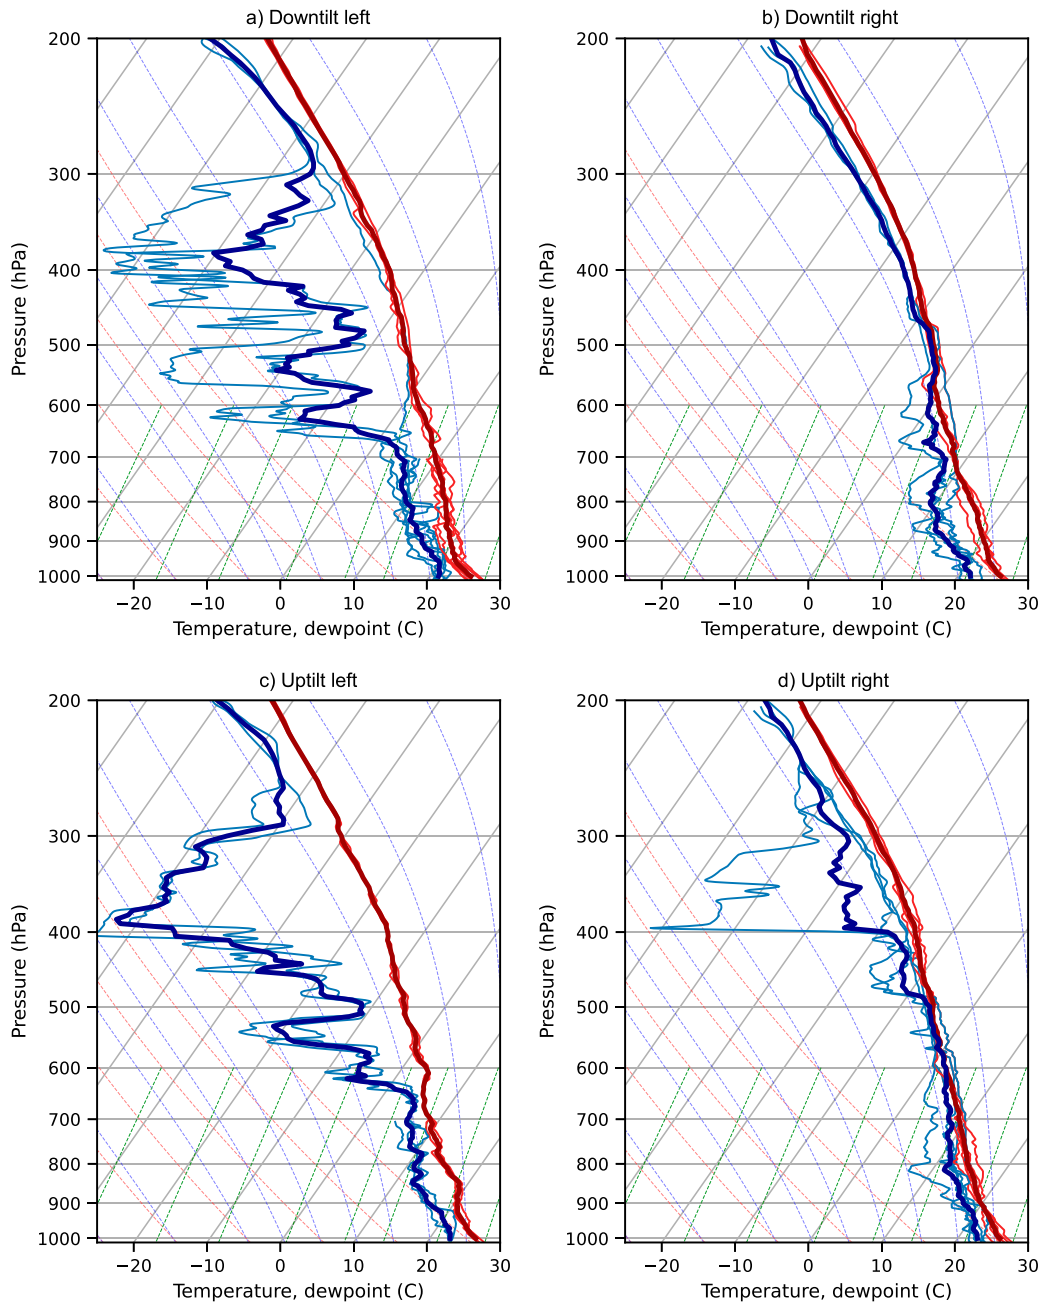 a) Downtilt left
b) Downtilt right
200
300
400
500
600
700
800
900
1000
Pressure (hPa)
−20 −10 0 10 20 30
Temperature, dewpoint (C)
200
300
400
500
600
700
800
900
1000
Pressure (hPa)
−20 −10 0 10 20 30
Temperature, dewpoint (C)
c) Uptilt left
d) Uptilt right
200
300
400
500
600
700
800
900
1000
Pressure (hPa)
−20 −10 0 10 20 30
Temperature, dewpoint (C)
200
300
400
500
600
700
800
900
1000
Pressure (hPa)
−20 −10 0 10 20 30
Temperature, dewpoint (C)